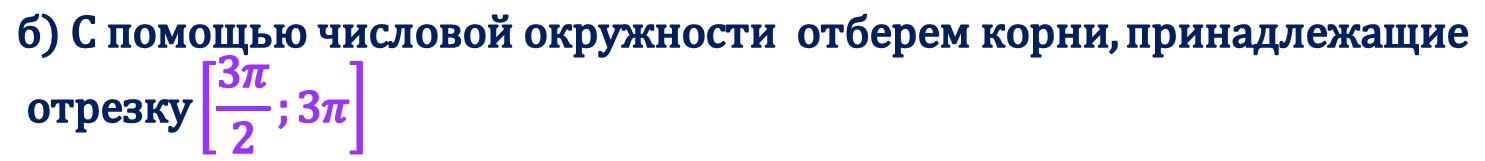 б) С помощью числовой окружности отберем корни, принадлежащие
отрезку [3π/2; 3π]